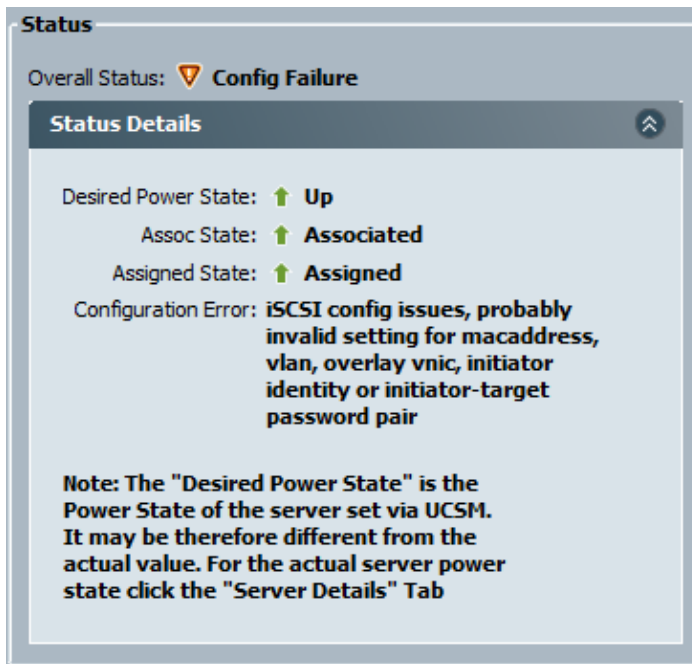 Status
Overall Status: Config Failure
Status Details
Desired Power State: Up
Assoc State: Associated
Assigned State: Assigned
Configuration Error: iSCSI config issues, probably
invalid setting for macaddress,
vlan, overlay vnic, initiator
identity or initiator-target
password pair
Note: The "Desired Power State" is the
Power State of the server set via UCSM.
It may be therefore different from the
actual value. For the actual server power
state click the "Server Details" Tab